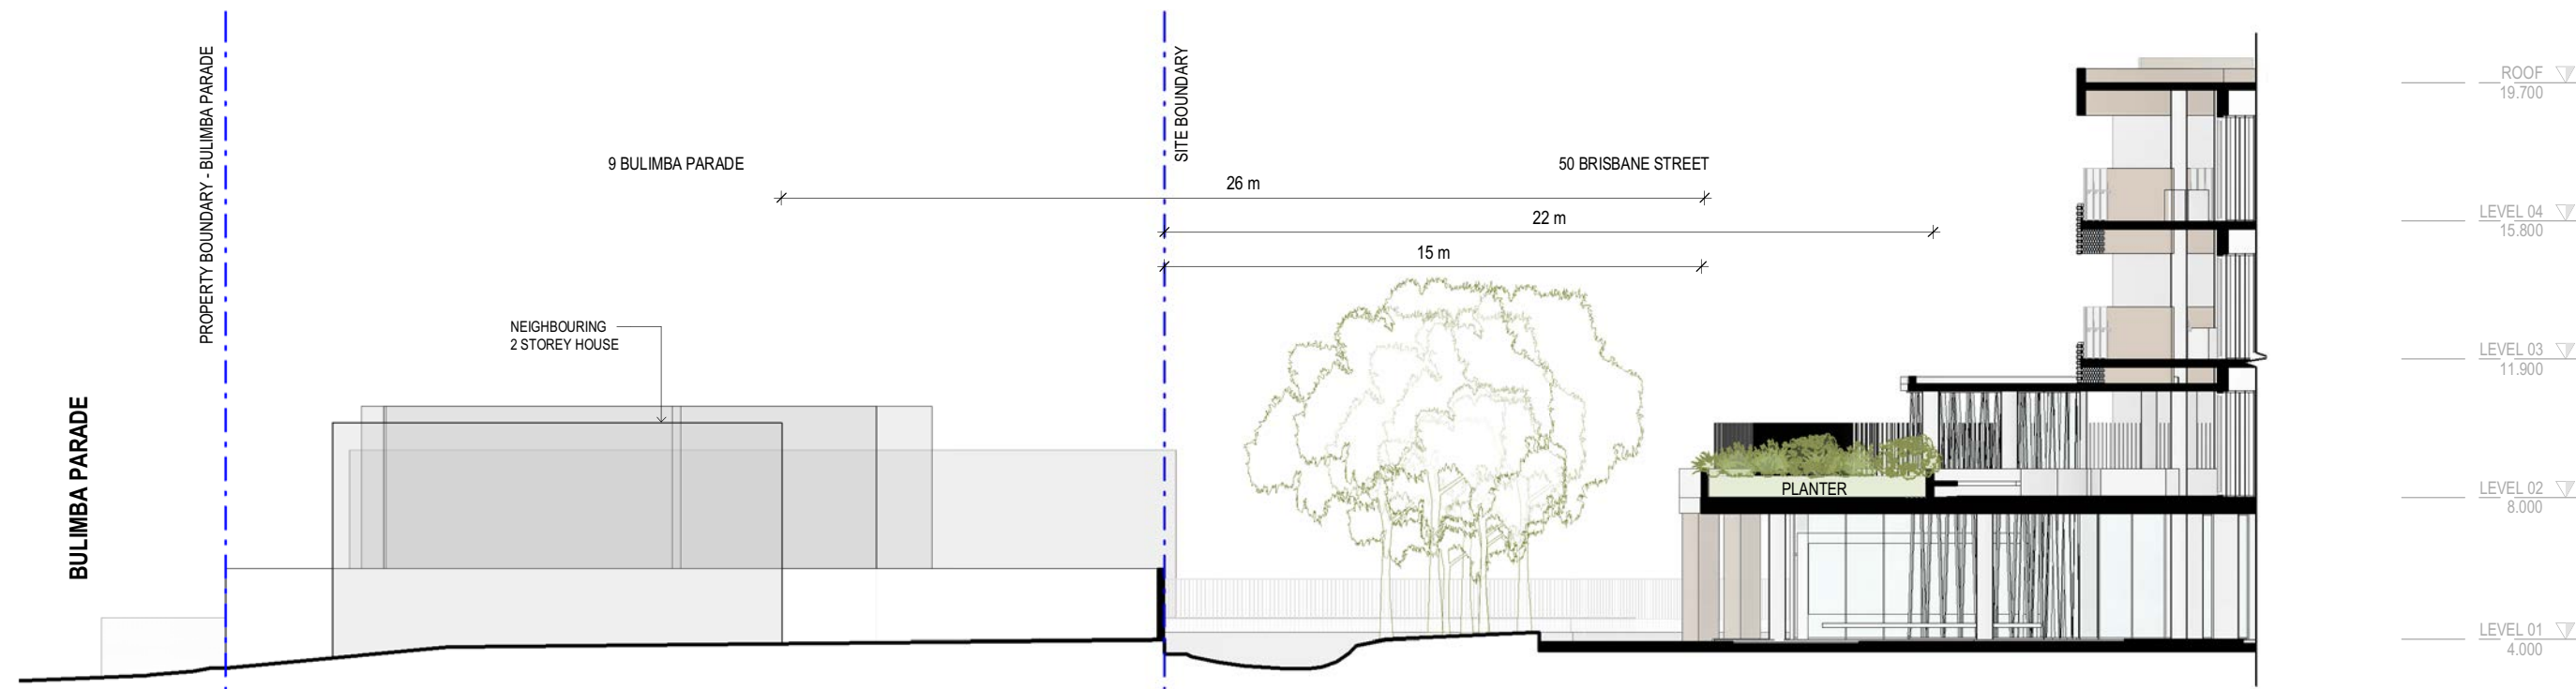 PROPERTY BOUNDARY - BULIMBA PARADE
SITE BOUNDARY
ROOF
19.700
9 BULIMBA PARADE
50 BRISBANE STREET
26 m
22 m
LEVEL 04
15.800
15 m
NEIGHBOURING
2 STOREY HOUSE
LEVEL 03
11.900
BULIMBA PARADE
PLANTER
LEVEL 02
8.000
LEVEL 01
4.000